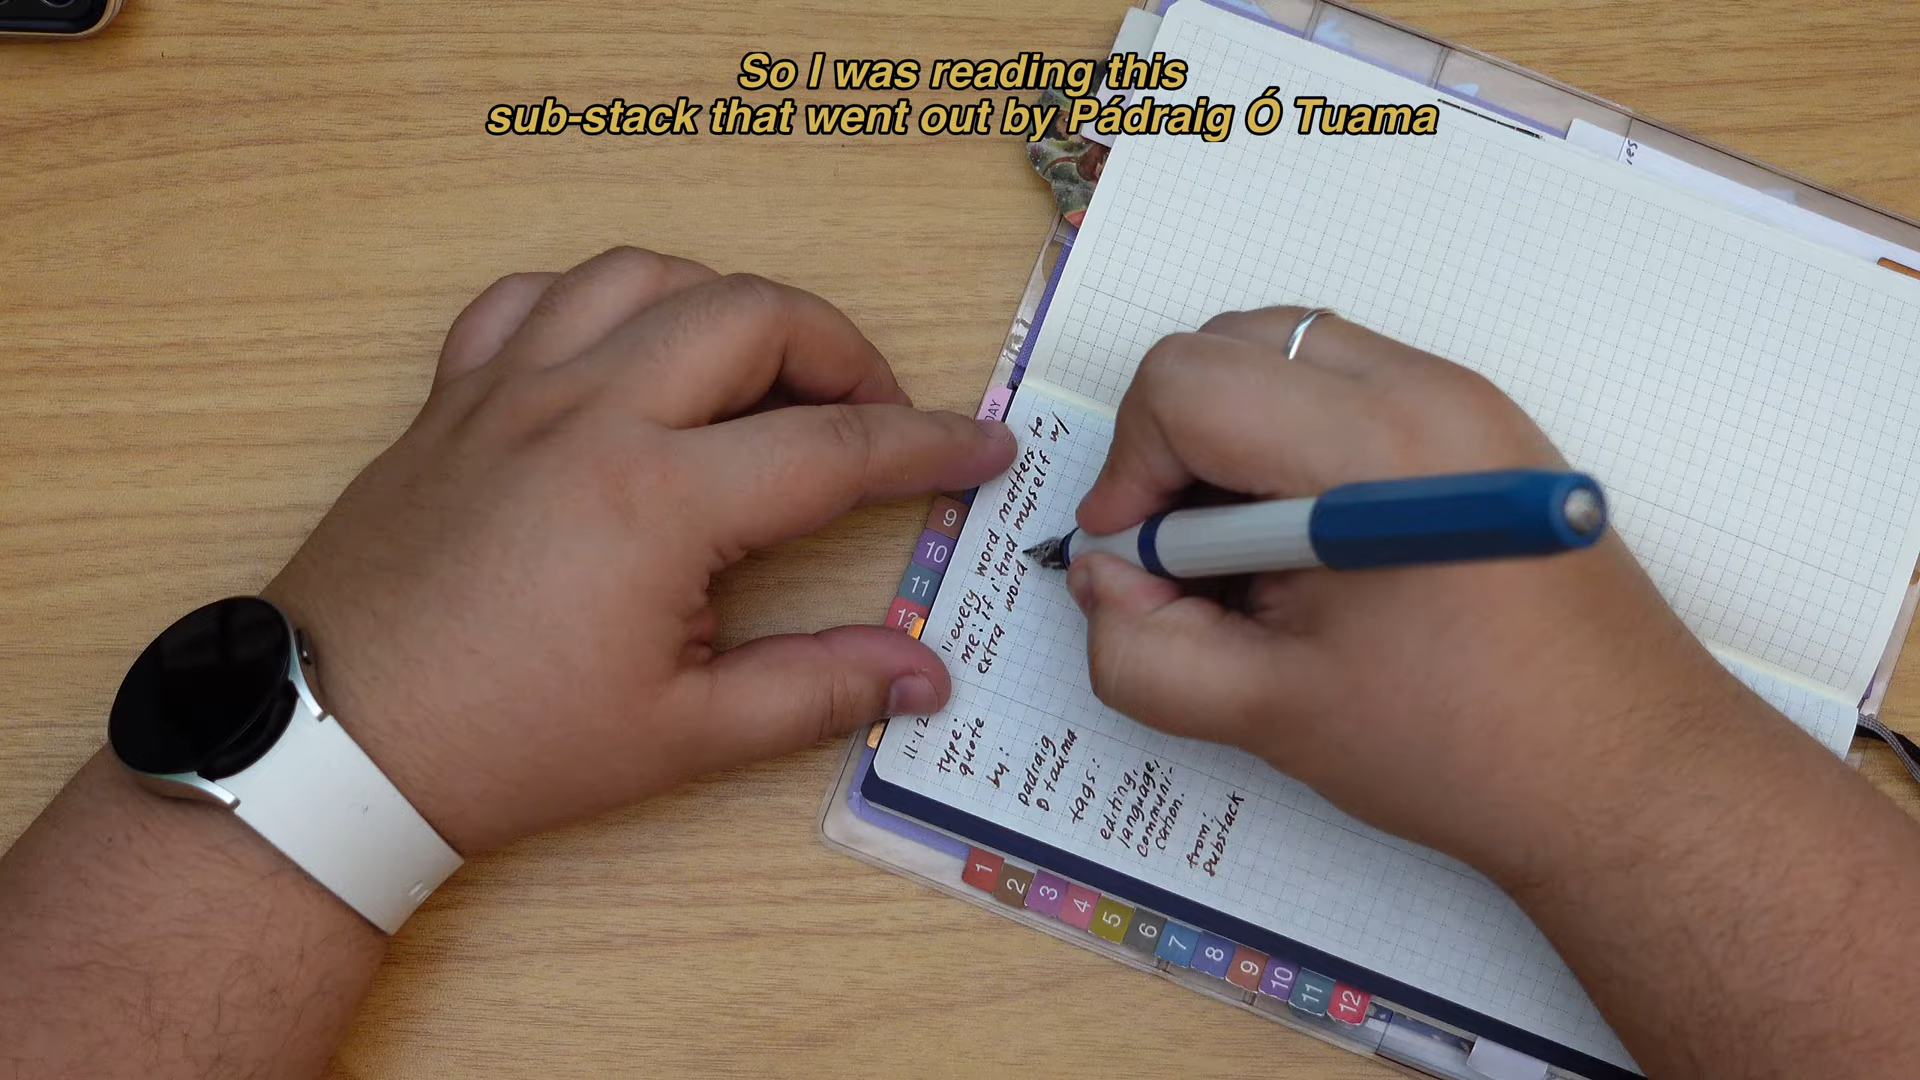 So I was reading this
sub-stack that went out by Pádraig Ó Tuama
"every word matters to
me: if i find myself w/
extra word
11.12
type:
quote
by:
padraig
o tauma
tags:
editing,
language,
communi-
cation.
from:
substack
DAY
9
10
11
12
1
2
3
4
5
6
7
8
9
10
11
12